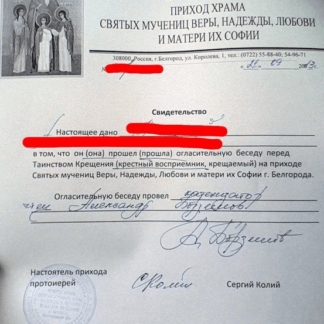 ПРИХОД ХРАМА
СВЯТЫХ МУЧЕНИЦ ВЕРЫ, НАДЕЖДЫ, ЛЮБОВИ
И МАТЕРИ ИХ СОФИИ
308000, Россия, г.Белгород, ул. Королева, 1, тел.: (0722) 55-88-40; 54-96-71
Свидетельство
Настоящее дано
в том, что он (она) прошел (прошла) огласительную беседу перед
Таинством Крещения (крестный восприемник, крещаемый) на приходе
Святых мучениц Веры, Надежды, Любови и матери их Софии г. Белгорода.
Огласительную беседу провел
Александр
Настоятель прихода
протоиерей Сергий Колий